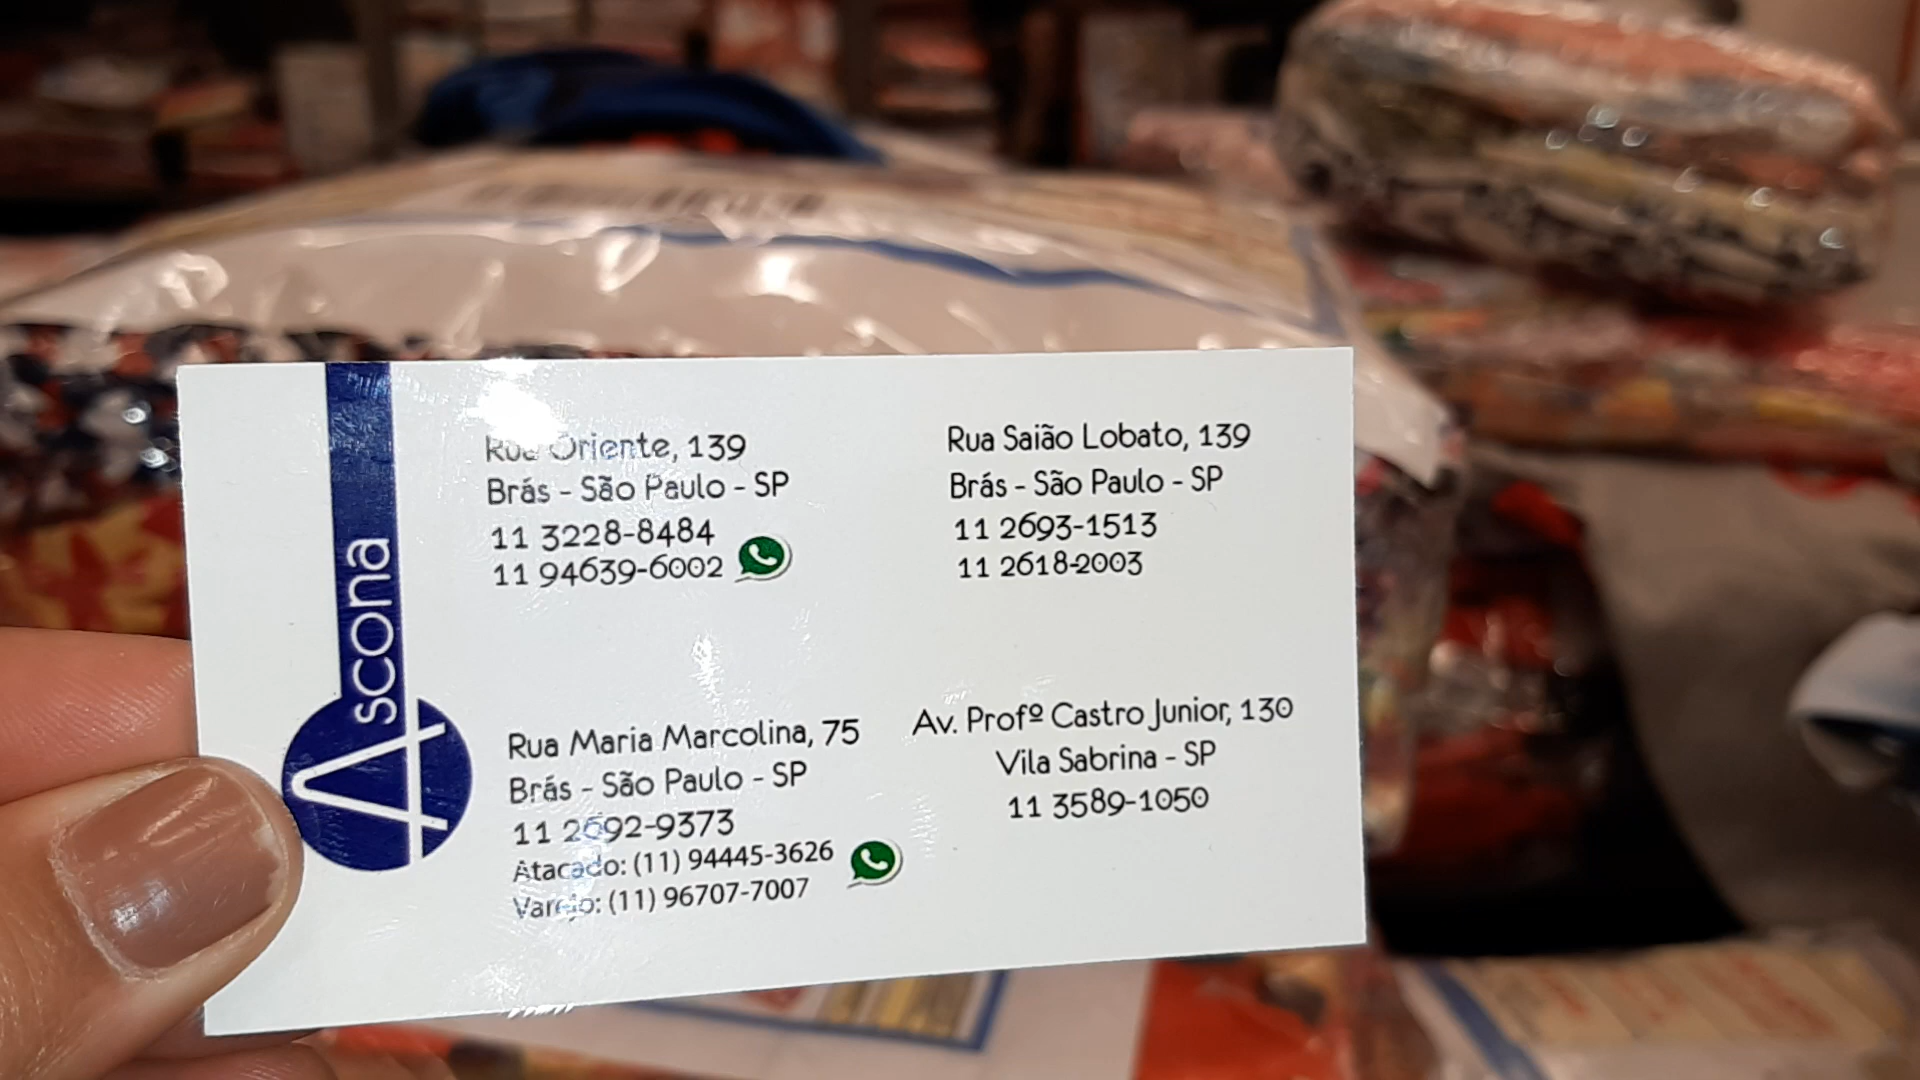 Ascona
Rua Oriente, 139
Brás - São Paulo - SP
11 3228-8484
11 94639-6002
Rua Saião Lobato, 139
Brás - São Paulo - SP
11 2693-1513
11 2618-2003
Rua Maria Marcolina, 75
Brás - São Paulo - SP
11 2692-9373
Atacado: (11) 94445-3626
Varejo: (11) 96707-7007
Av. Profº Castro Junior, 130
Vila Sabrina - SP
11 3589-1050